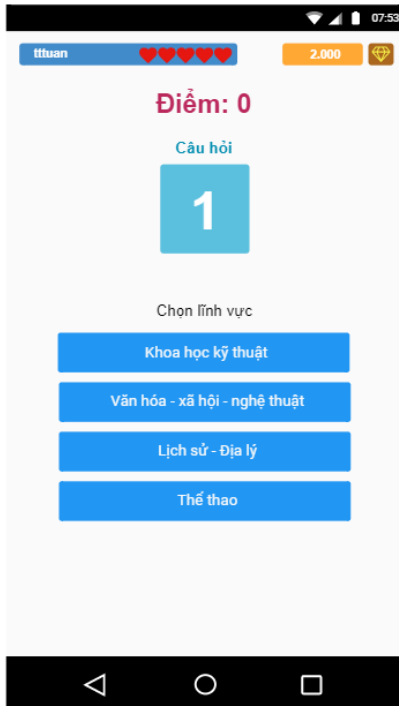 07:53
tttuan
2.000
Điểm: 0
Câu hỏi
1
Chọn lĩnh vực
Khoa học kỹ thuật
Văn hóa - xã hội - nghệ thuật
Lịch sử - Địa lý
Thể thao